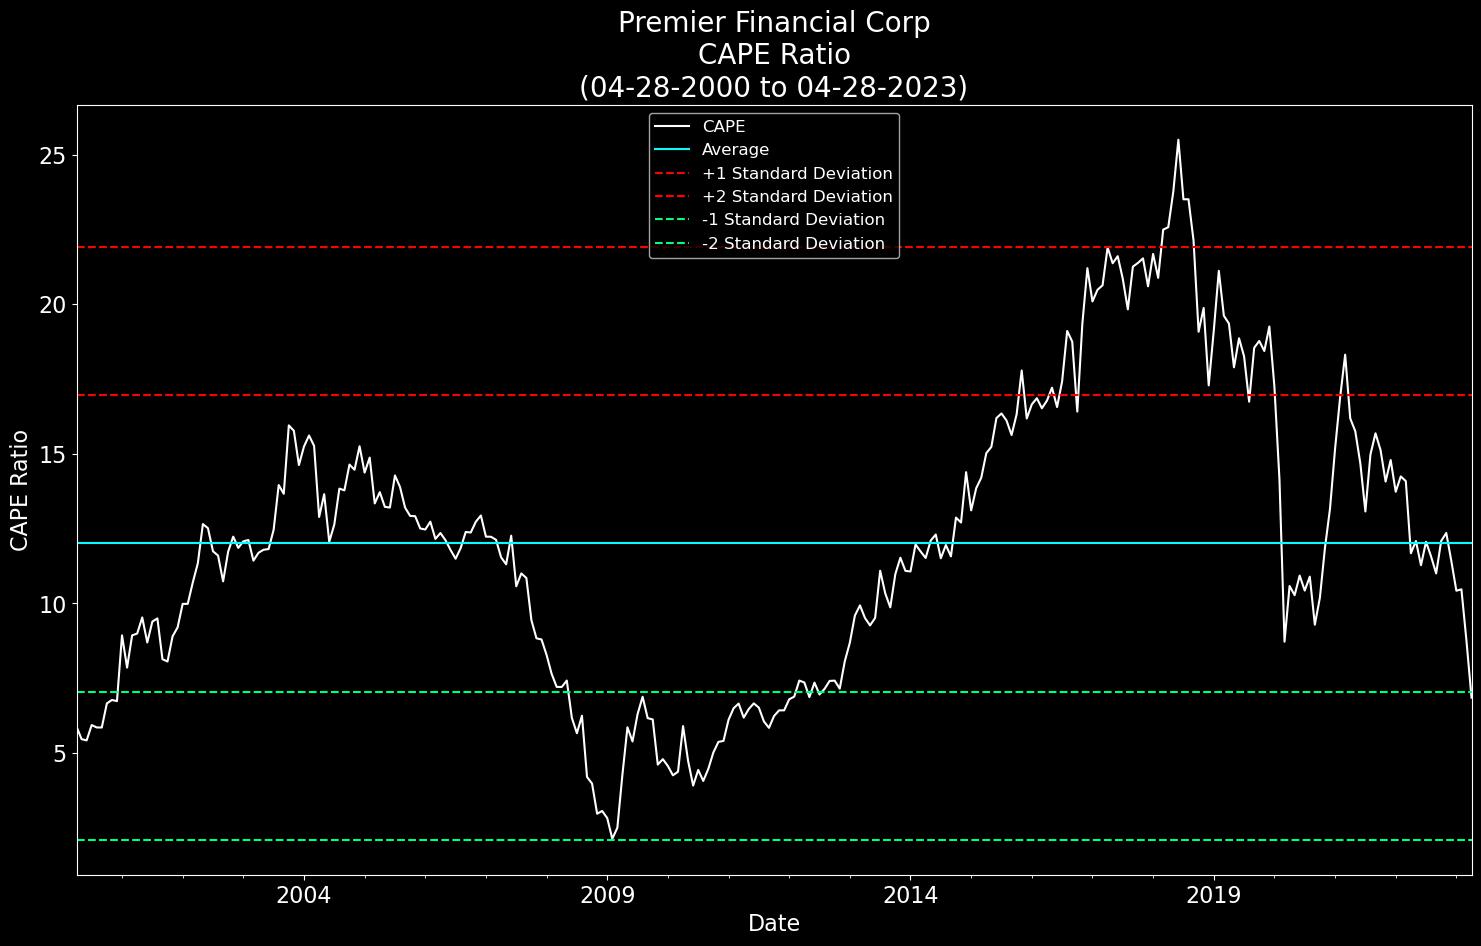 Premier Financial Corp
CAPE Ratio
(04-28-2000 to 04-28-2023)
CAPE
Average
+1 Standard Deviation
+2 Standard Deviation
-1 Standard Deviation
-2 Standard Deviation
25
20
15
10
5
CAPE Ratio
2004 2009 2014 2019
Date